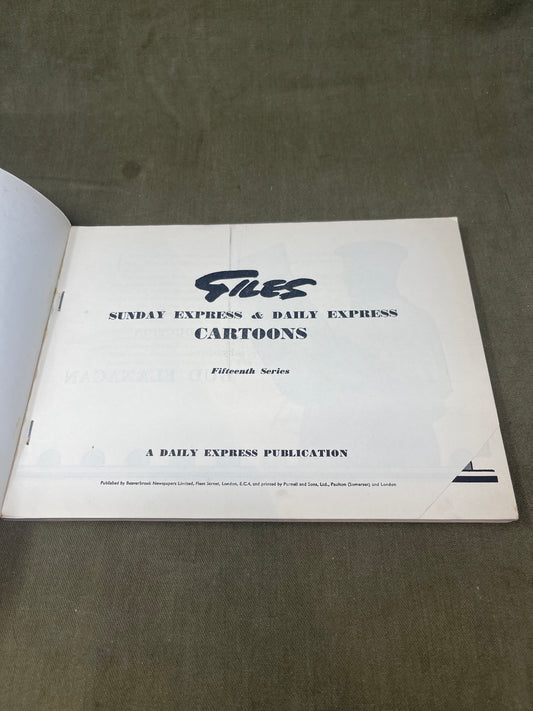 GILES
SUNDAY EXPRESS & DAILY EXPRESS
CARTOONS
Fifteenth Series
A DAILY EXPRESS PUBLICATION
Published by Beaverbrook Newspapers Limited, Fleet Street, London, E.C.4, and printed by Purnell and Sons, Ltd., Paulton (Somerset) and London